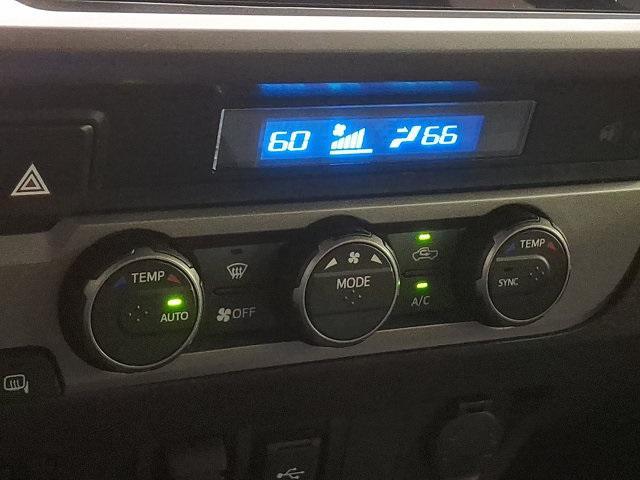 60 66
TEMP
AUTO
OFF
MODE
A/C
TEMP
SYNC